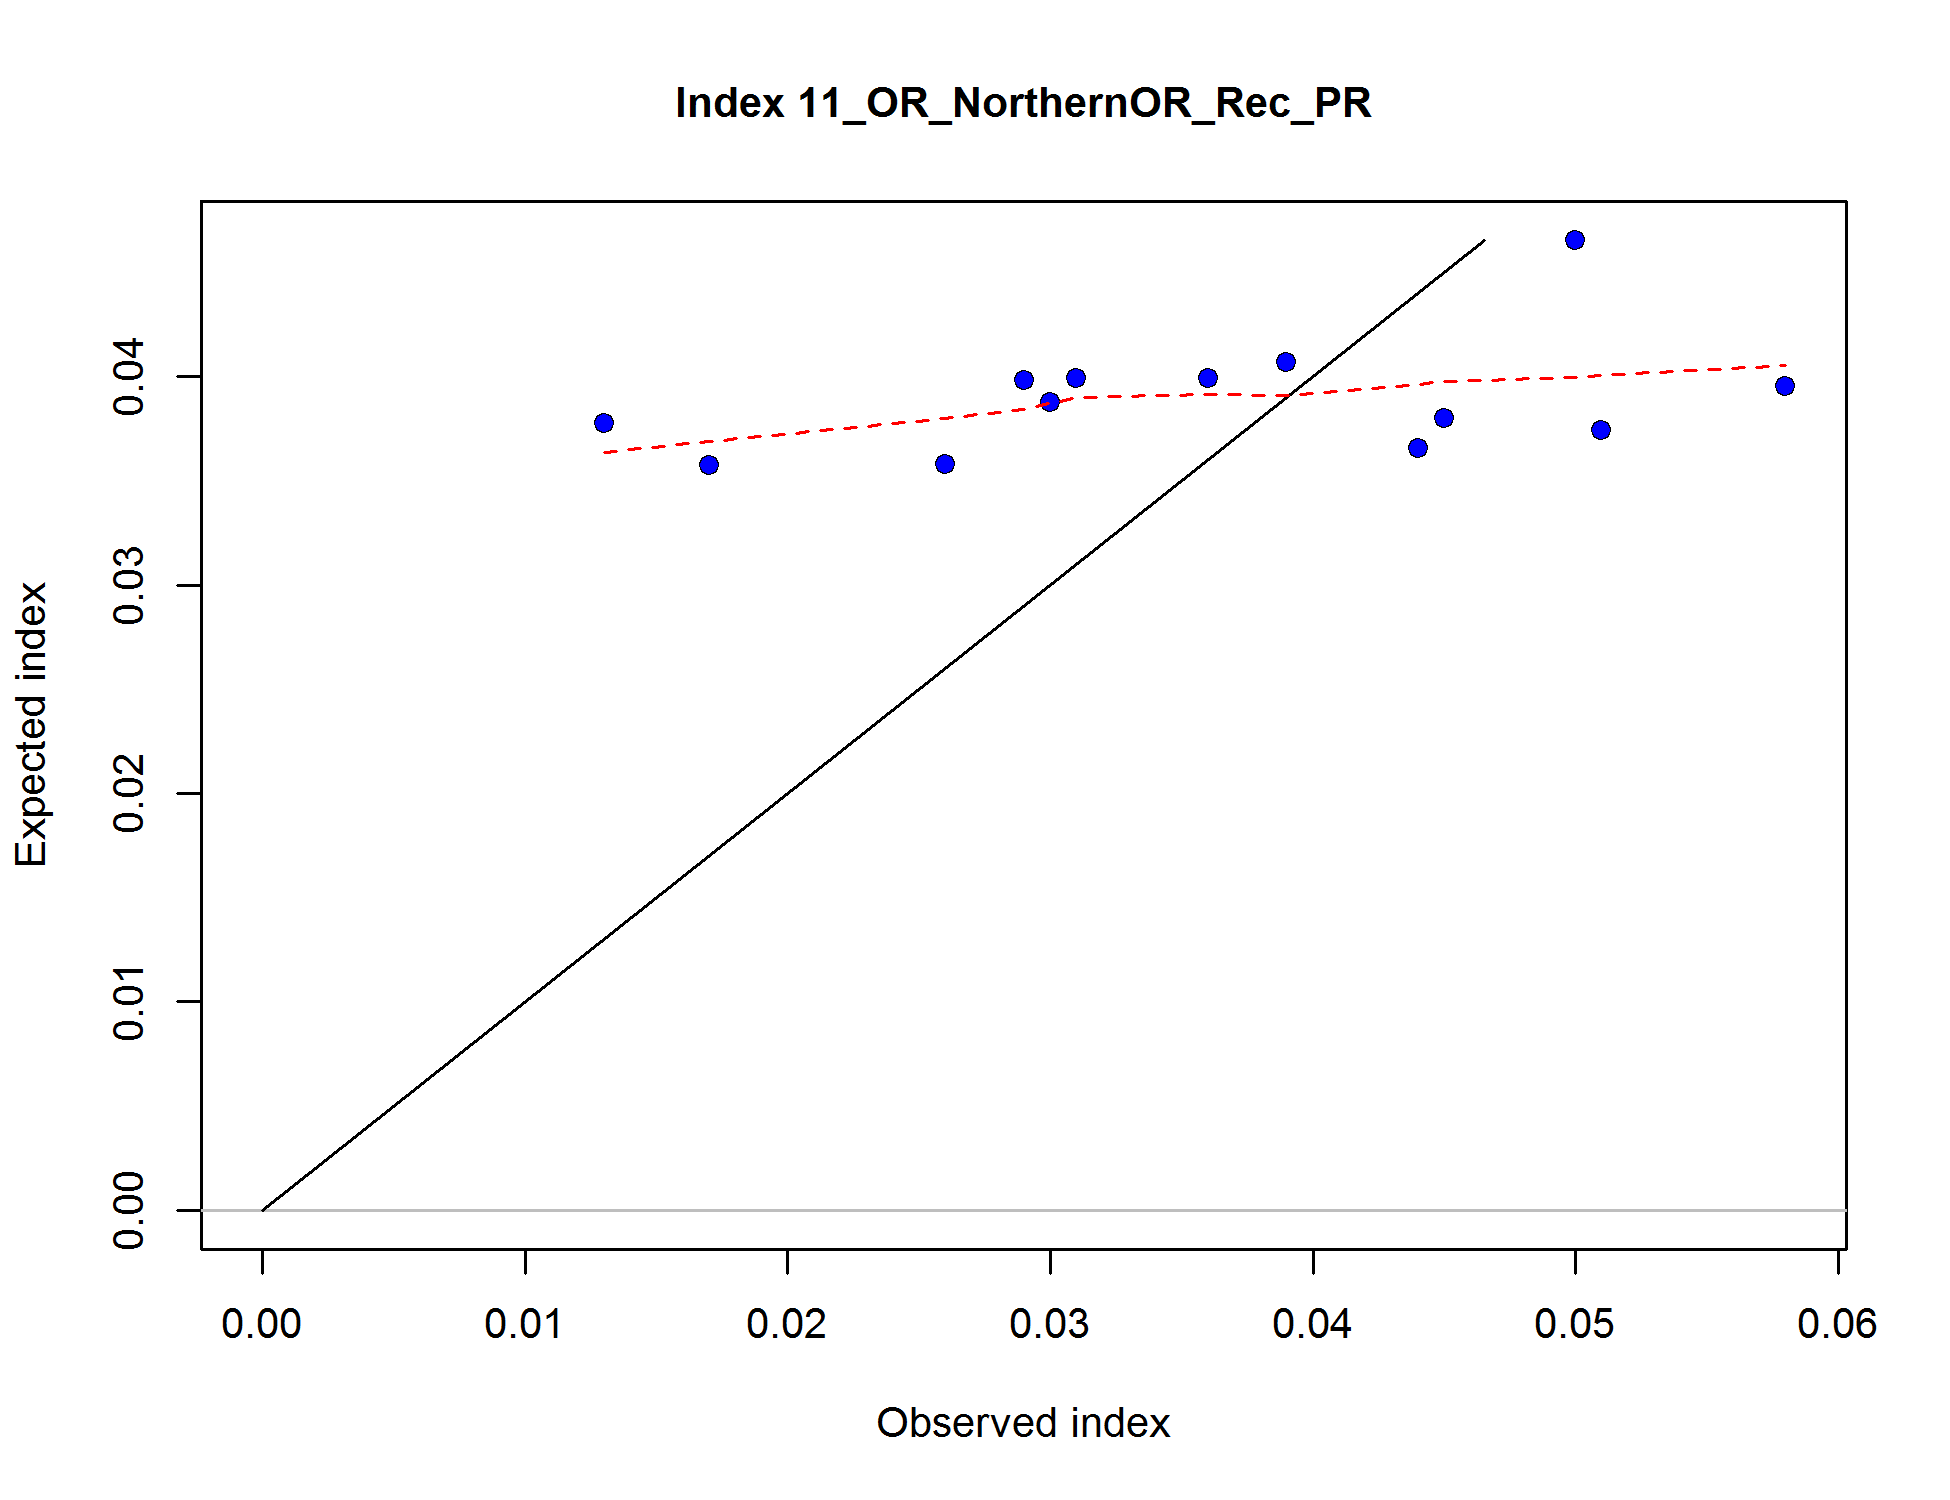 Index 11_OR_NorthernOR_Rec_PR
Expected index
0.04
0.03
0.02
0.01
0.00
0.00 0.01 0.02 0.03 0.04 0.05 0.06
Observed index